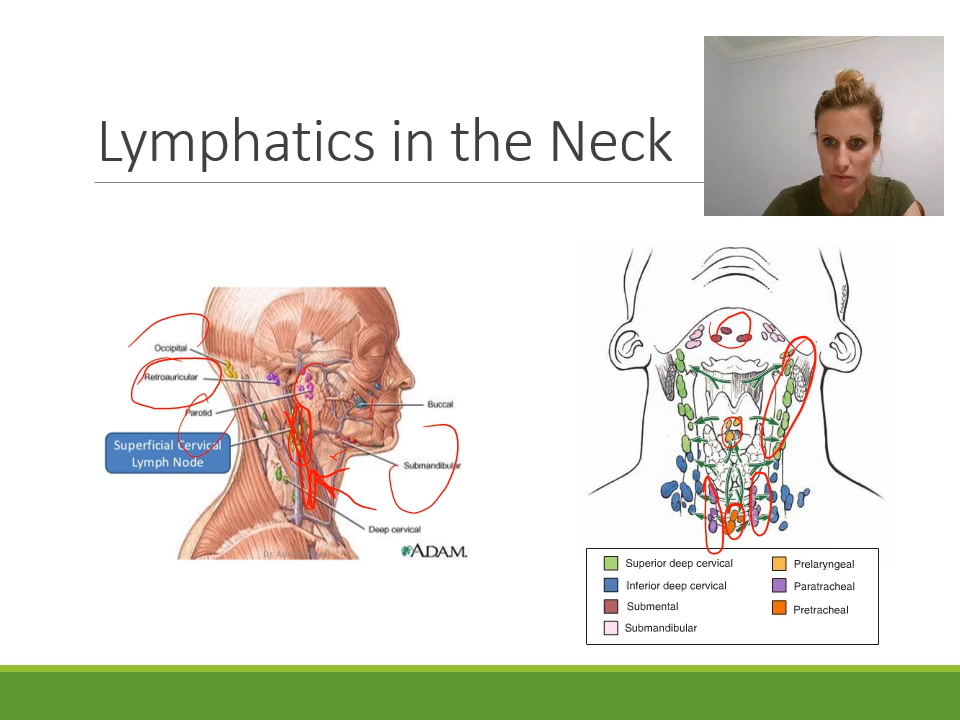 Lymphatics in the Neck
Occipital
Retroauricular
Parotid
Superficial Cervical
Lymph Node
Buccal
Submandibular
Deep cervical
ADAM.
Superior deep cervical
Inferior deep cervical
Submental
Submandibular
Prelaryngeal
Paratracheal
Pretracheal